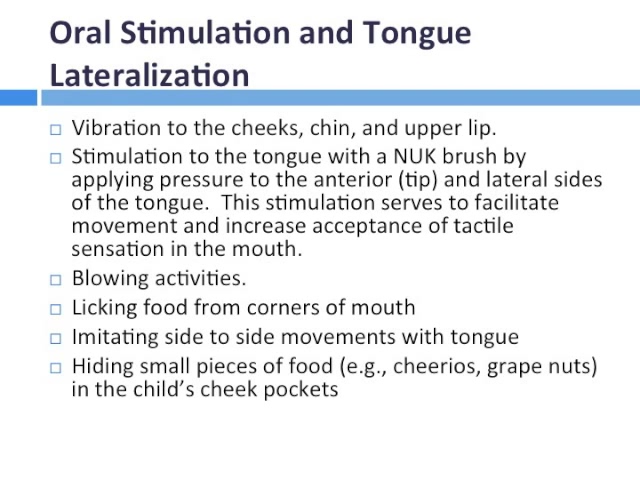 Oral Stimulation and Tongue
Lateralization
Vibration to the cheeks, chin, and upper lip.
Stimulation to the tongue with a NUK brush by
applying pressure to the anterior (tip) and lateral sides
of the tongue.  This stimulation serves to facilitate
movement and increase acceptance of tactile
sensation in the mouth.
Blowing activities.
Licking food from corners of mouth
Imitating side to side movements with tongue
Hiding small pieces of food (e.g., cheerios, grape nuts)
in the child’s cheek pockets